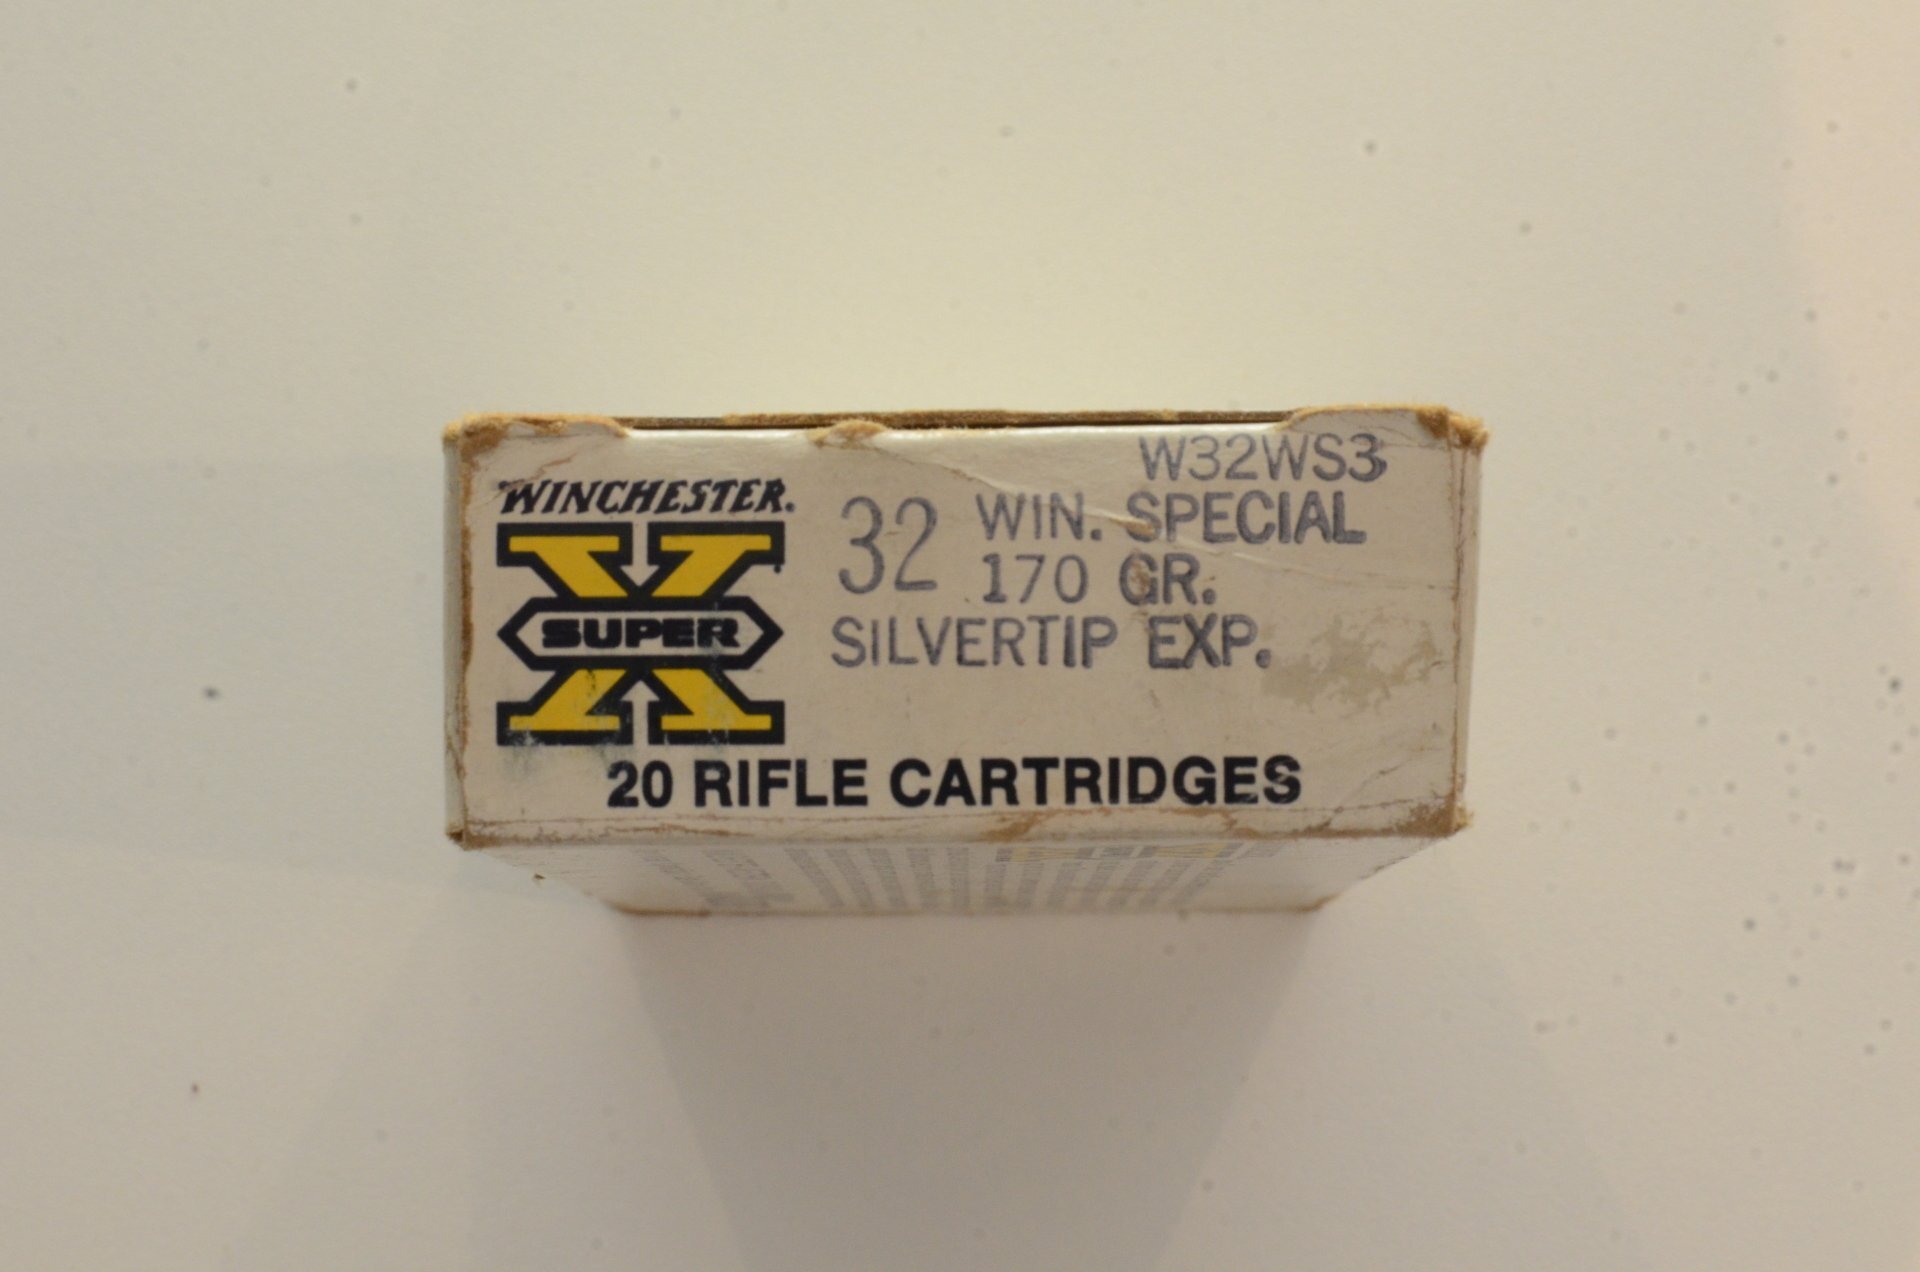 W32WS3
WINCHESTER.
32 WIN. SPECIAL
170 GR.
SUPER X
SILVERTIP EXP.
20 RIFLE CARTRIDGES